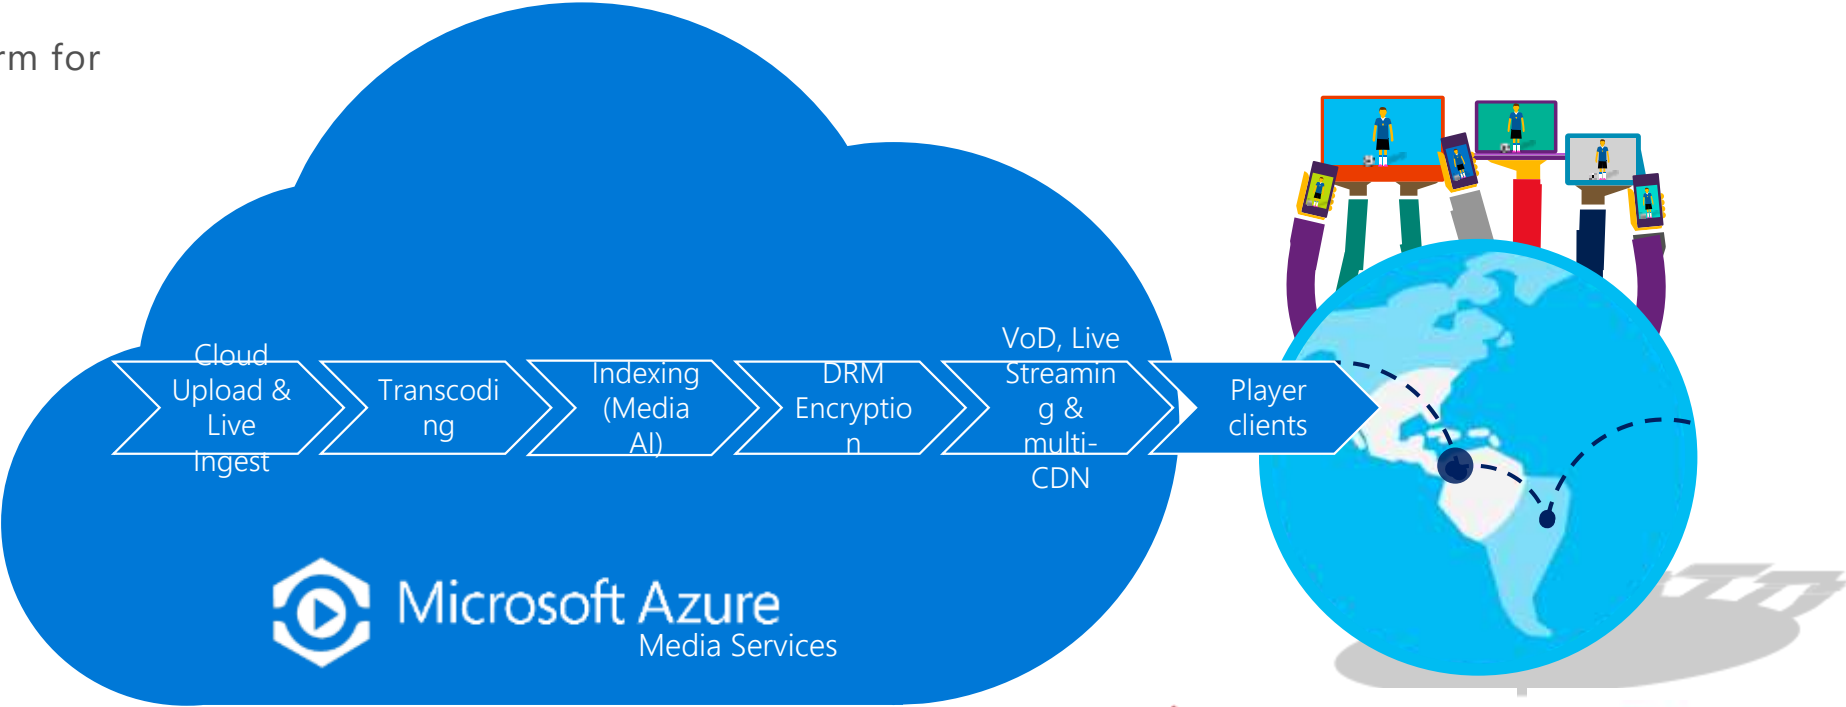 rm for
Cloud
Upload &
Live
Ingest
Transcodi
ng
Indexing
(Media
AI)
DRM
Encryptio
n
VoD, Live
Streamin
g &
multi-
CDN
Player
clients
Microsoft Azure
Media Services